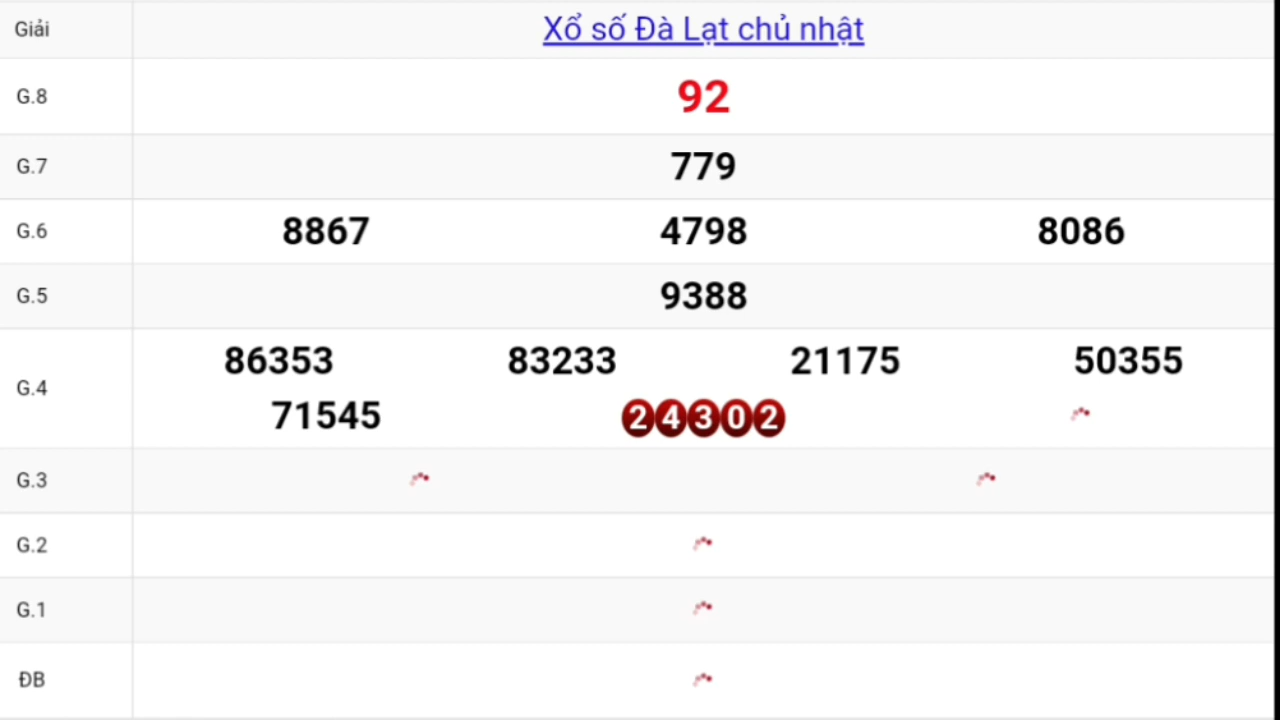 Giải Xổ số Đà Lạt chủ nhật
G.8 92
G.7 779
G.6 8867 4798 8086
G.5 9388
G.4 86353 83233 21175 50355
71545 24302
G.3
G.2
G.1
ĐB